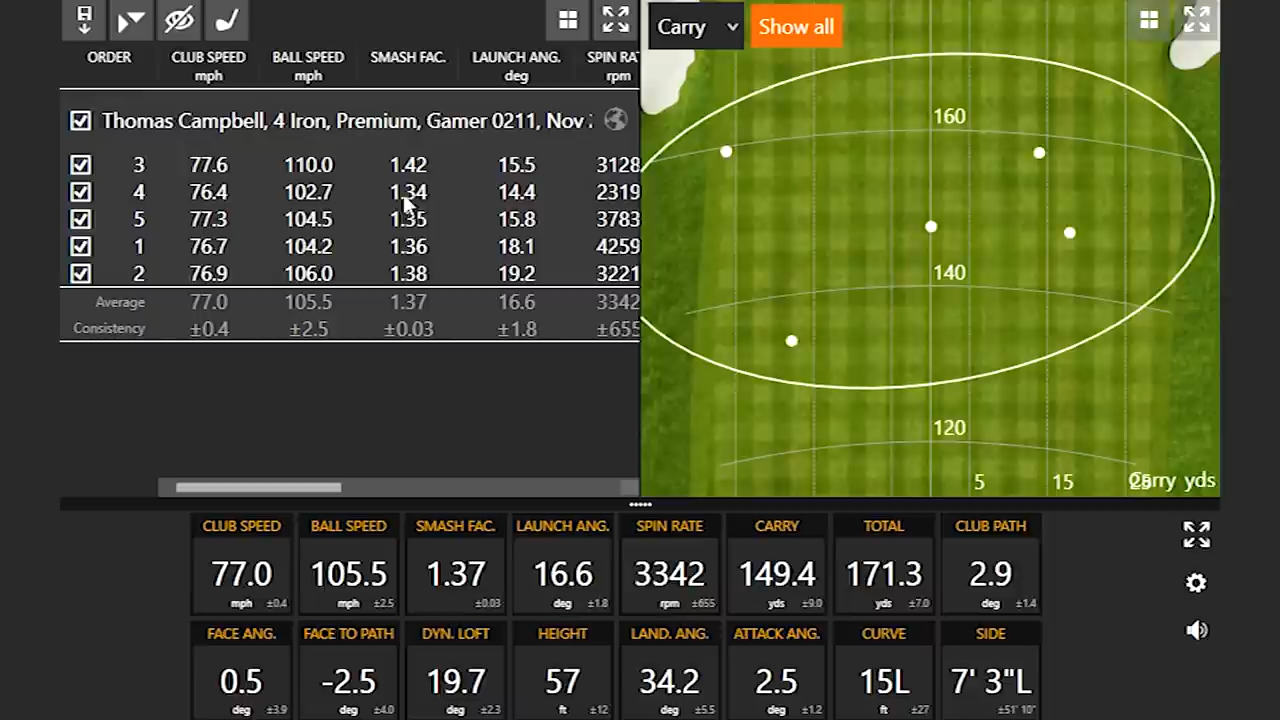 Carry
Show all
ORDER CLUB SPEED BALL SPEED SMASH FAC. LAUNCH ANG. SPIN RAT
mph mph deg rpm
Thomas Campbell, 4 Iron, Premium, Gamer 0211, Nov
3 77.6 110.0 1.42 15.5 3128
4 76.4 102.7 1.34 14.4 2319
5 77.3 104.5 1.35 15.8 3783
1 76.7 104.2 1.36 18.1 4259
2 76.9 106.0 1.38 19.2 3221
Average 77.0 105.5 1.37 16.6 3342
Consistency ±0.4 ±2.5 ±0.03 ±1.8 ±655
160
140
120
5 15 25 Carry yds
CLUB SPEED BALL SPEED SMASH FAC. LAUNCH ANG. SPIN RATE CARRY TOTAL CLUB PATH
77.0 105.5 1.37 16.6 3342 149.4 171.3 2.9
mph ±0.4 mph ±2.5 ±0.03 deg ±1.8 rpm ±655 yds ±9.0 yds ±7.0 deg ±1.4
FACE ANG. FACE TO PATH DYN. LOFT HEIGHT LAND. ANG. ATTACK ANG. CURVE SIDE
0.5 -2.5 19.7 57 34.2 2.5 15L 7' 3"L
deg ±3.9 deg ±4.0 deg ±2.3 ft ±12 deg ±5.5 deg ±1.2 ft ±27 ±51' 10"